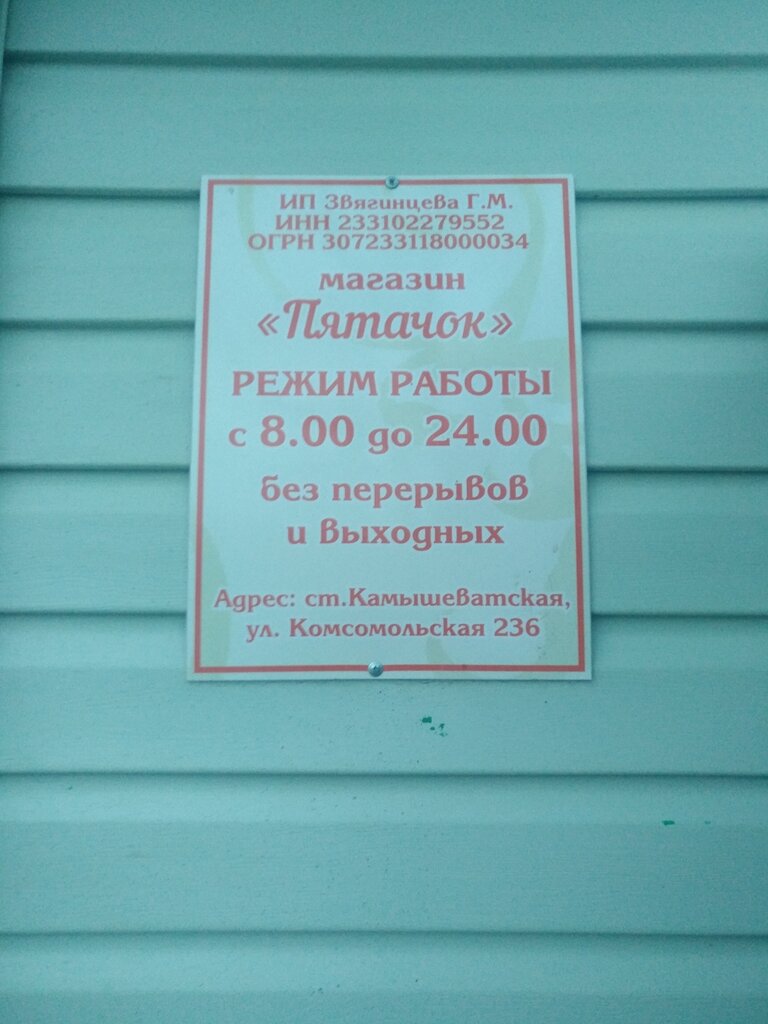 ИП Звягинцева Г.М.
ИНН 233102279552
ОГРН 307233118000034
магазин
«Пятачок»
РЕЖИМ РАБОТЫ
с 8.00 до 24.00
без перерывов
и выходных
Адрес: ст.Камышеватская,
ул. Комсомольская 236